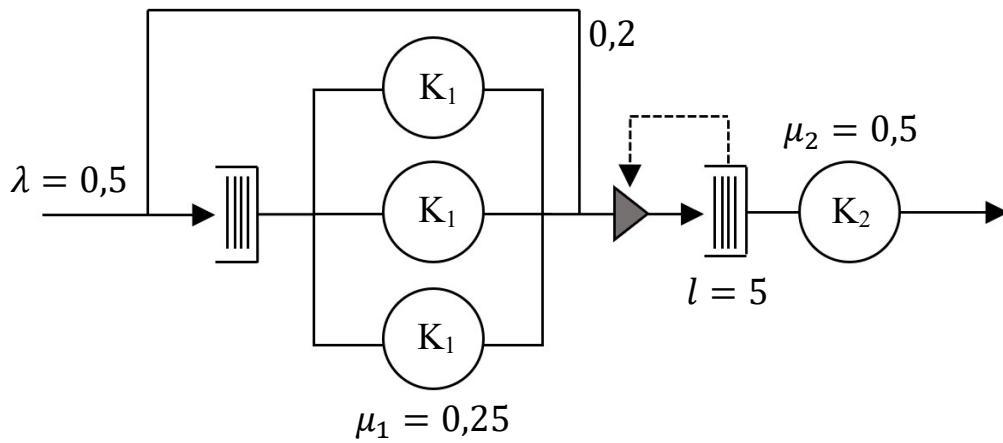 0,2
K₁
λ = 0,5
K₁
μ₂ = 0,5
K₂
l = 5
K₁
μ₁ = 0,25